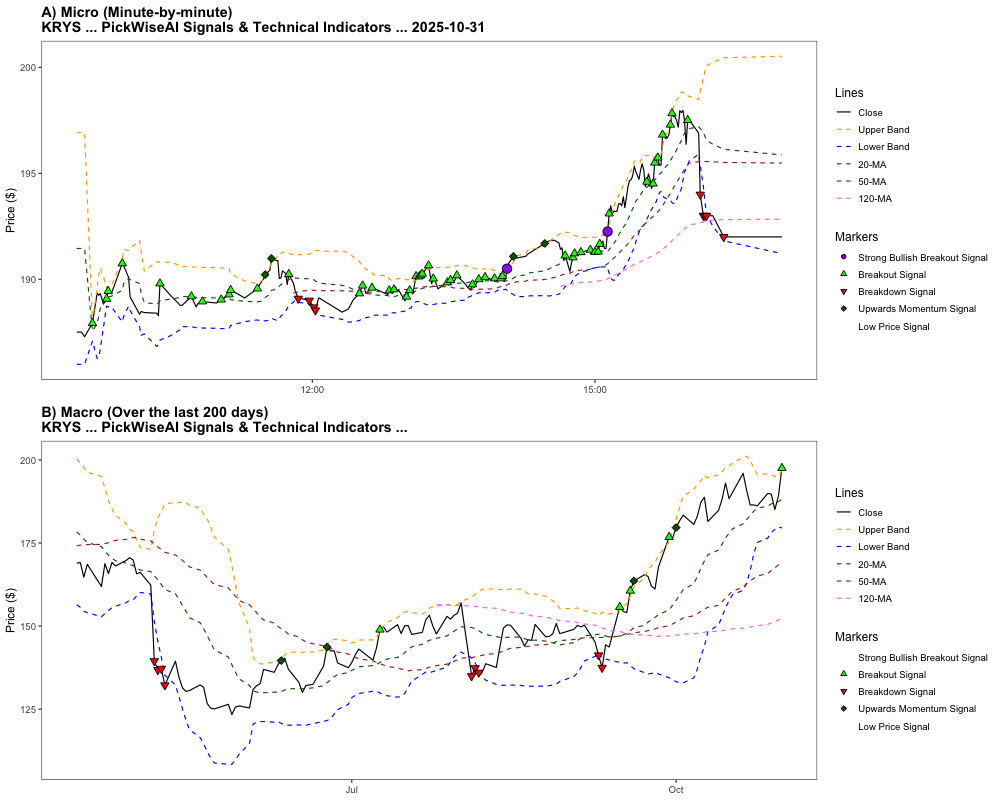 A) Micro (Minute-by-minute)
KRYS ... PickWiseAI Signals & Technical Indicators ... 2025-10-31
Price ($)
200
195
190
12:00
15:00
Lines
Close
Upper Band
Lower Band
20-MA
50-MA
120-MA
Markers
Strong Bullish Breakout Signal
Breakout Signal
Breakdown Signal
Upwards Momentum Signal
Low Price Signal
B) Macro (Over the last 200 days)
KRYS ... PickWiseAI Signals & Technical Indicators ...
Price ($)
200
175
150
125
Jul
Oct
Lines
Close
Upper Band
Lower Band
20-MA
50-MA
120-MA
Markers
Strong Bullish Breakout Signal
Breakout Signal
Breakdown Signal
Upwards Momentum Signal
Low Price Signal